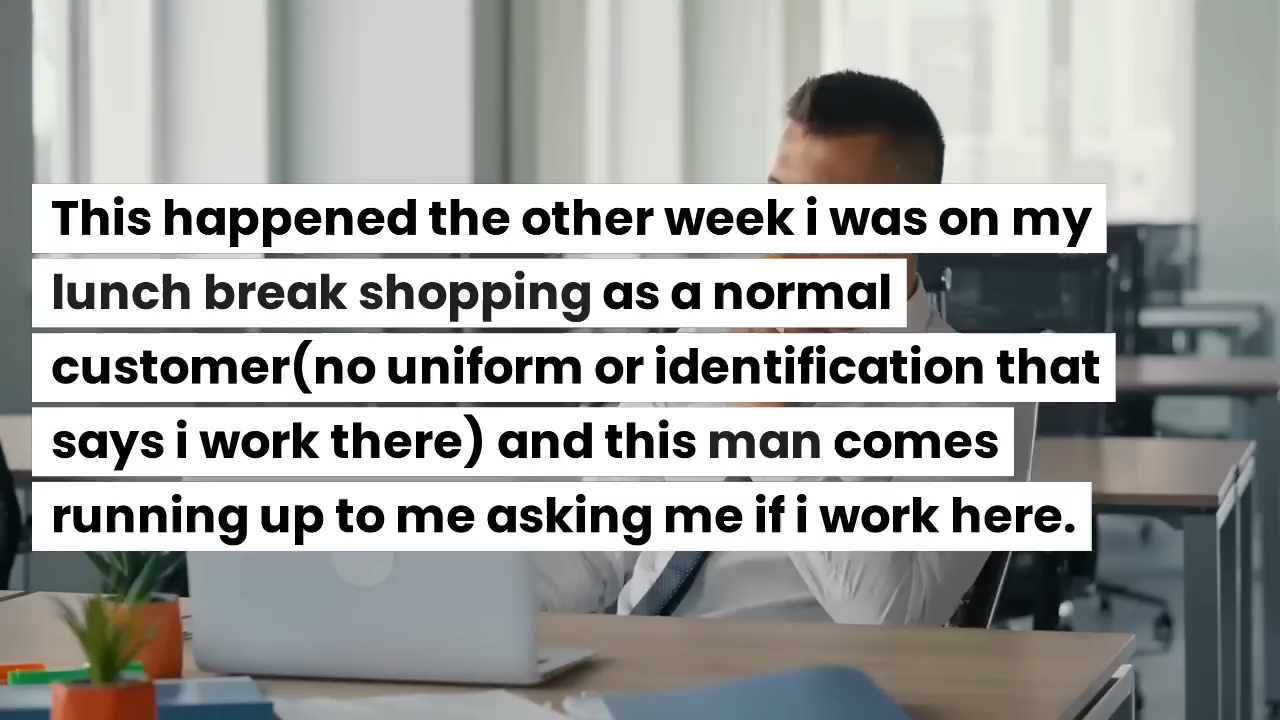 This happened the other week i was on my
lunch break shopping as a normal
customer(no uniform or identification that
says i work there) and this man comes
running up to me asking me if i work here.